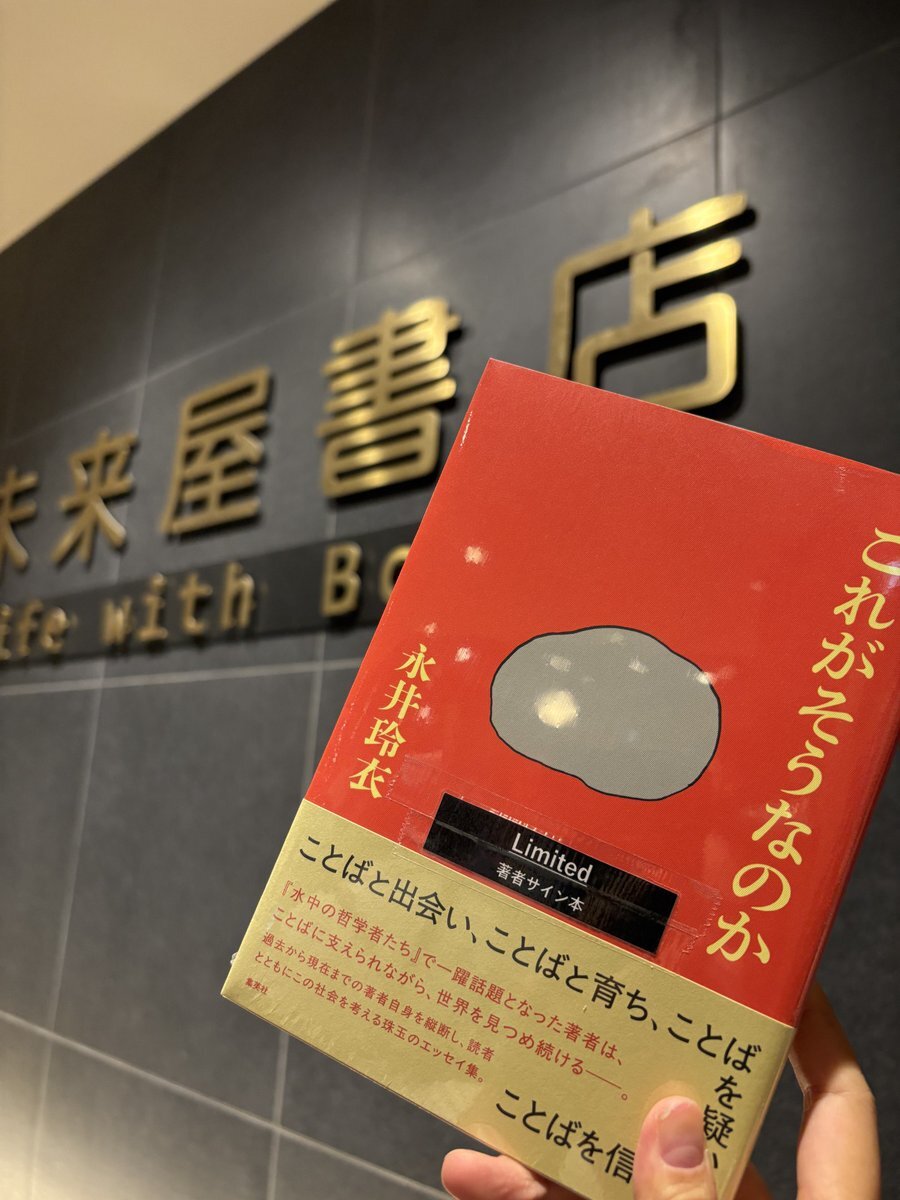 未来屋書店
ife with Bo
これがそうなのか
永井玲衣
Limited
著者サイン本
ことばと出会い、ことばと育ち、ことばを疑い、
ことばを信
『水中の哲学者たち』で一躍話題となった著者は、
ことばに支えられながら、世界を見つめ続ける——。
過去から現在までの著者自身を縦断し、読者
とともにこの社会を考える珠玉のエッセイ集。
集英社